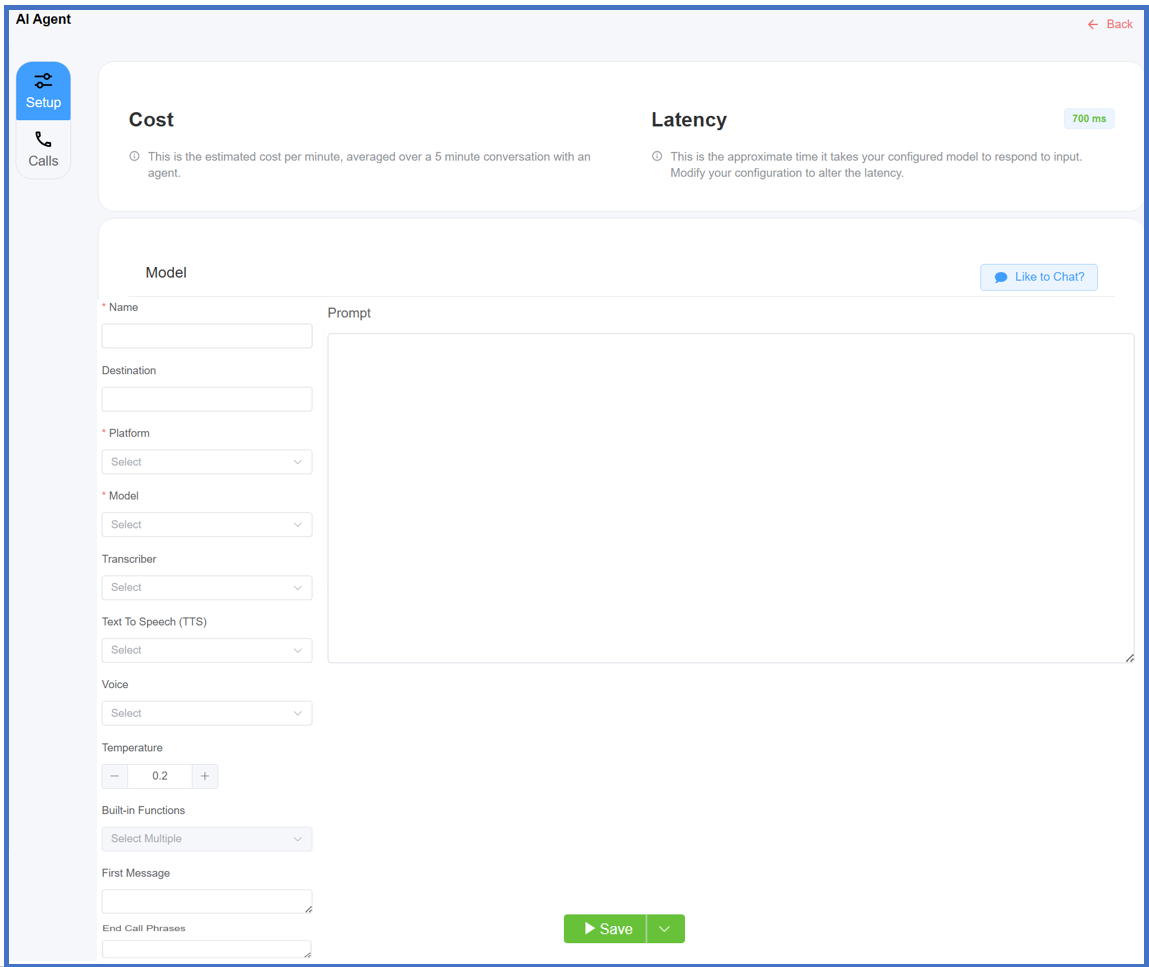 AI Agent
Back
Setup
Calls
Cost
This is the estimated cost per minute, averaged over a 5 minute conversation with an
agent.
Latency
700 ms
This is the approximate time it takes your configured model to respond to input.
Modify your configuration to alter the latency.
Model
Like to Chat?
* Name
Destination
* Platform
Select
* Model
Select
Transcriber
Select
Text To Speech (TTS)
Select
Voice
Select
Temperature
0.2
Built-in Functions
Select Multiple
First Message
End Call Phrases
Prompt
Save